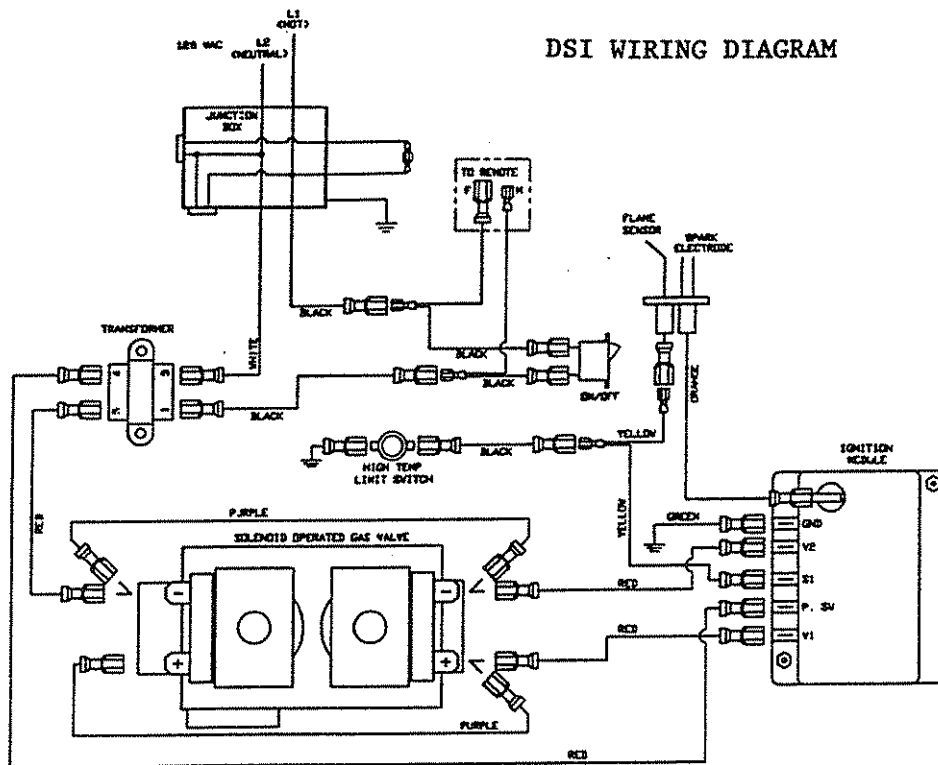 DSI WIRING DIAGRAM
L1
(HOT)
120 VAC
L2
(NEUTRAL)
JUNCTION
BOX
TO REMOTE
F
M
FLAME
SENSOR
SPARK
ELECTRODE
BLACK
TRANSFORMER
WHITE
BLACK
4
3
5
1
BLACK
BLACK
ON/OFF
ORANGE
YELLOW
BLACK
HIGH TEMP
LIMIT SWITCH
IGNITION
MODULE
RED
PURPLE
YELLOW
GREEN
GND
SOLENOID OPERATED GAS VALVE
V2
-
-
RED
S1
P. SW
RED
V1
+
+
PURPLE
RED